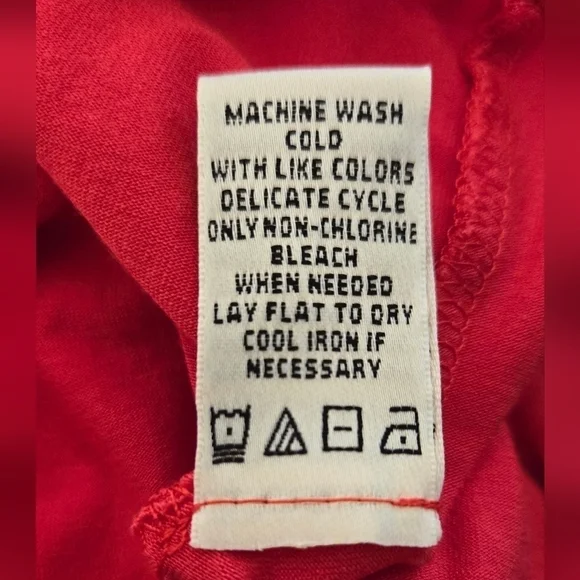 MACHINE WASH
COLD
WITH LIKE COLORS
DELICATE CYCLE
ONLY NON-CHLORINE
BLEACH
WHEN NEEDED
LAY FLAT TO DRY
COOL IRON IF
NECESSARY